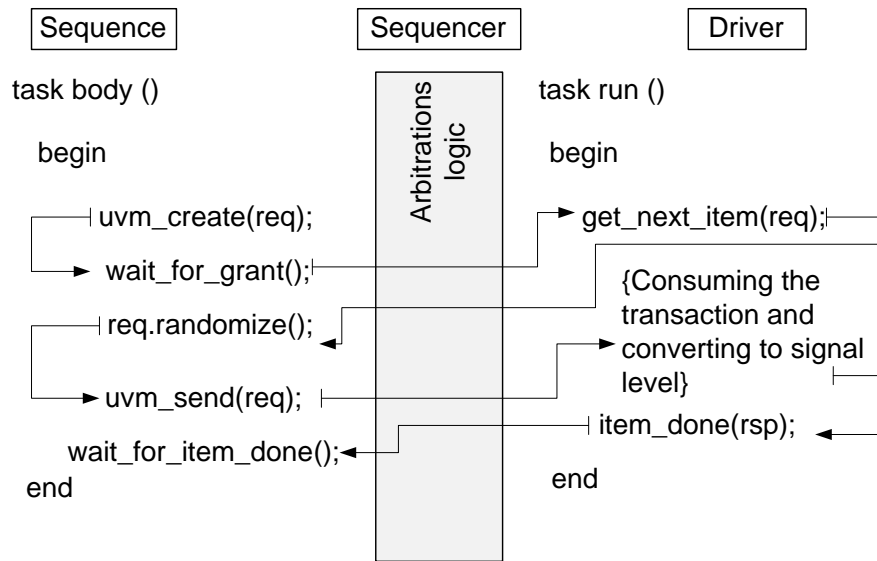 Sequence
Sequencer
Driver
task body ()
begin
uvm_create(req);
wait_for_grant();
req.randomize();
uvm_send(req);
wait_for_item_done();
end
Arbitrations
logic
task run ()
begin
get_next_item(req);
{Consuming the
transaction and
converting to signal
level}
item_done(rsp);
end